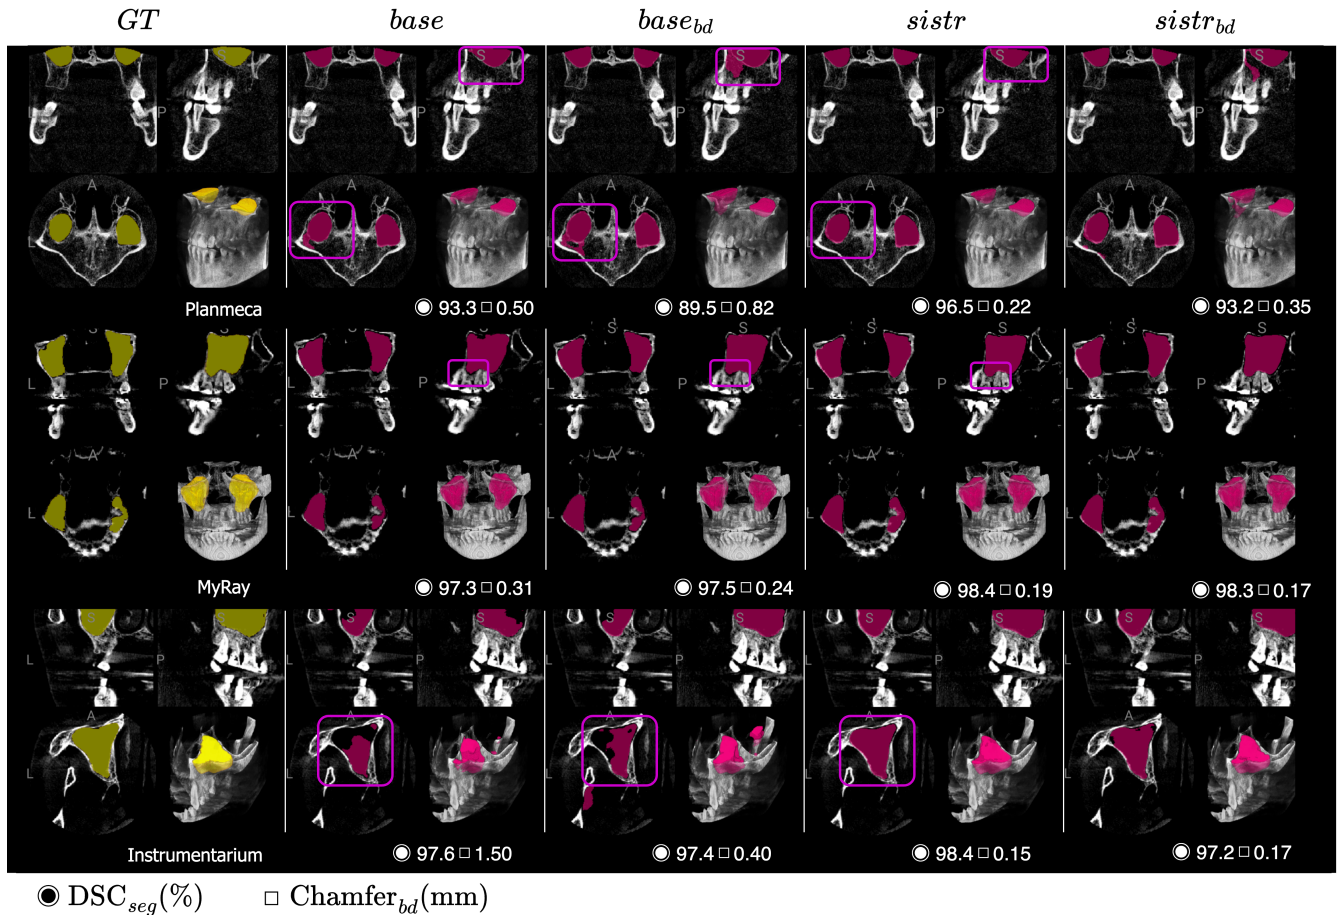 GT base base_bd sistr sistr_bd
S S
P P
A A A
L
Planmeca 93.3 0.50 89.5 0.82 96.5 0.22 93.2 0.35
S S S S S S
L P L P L P L P L
A A A A A
L L L L L
MyRay 97.3 0.31 97.5 0.24 98.4 0.19 98.3 0.17
S S S S S
L P L P L P L P L
A A A A A
L L L L L
Instrumentarium 97.6 1.50 97.4 0.40 98.4 0.15 97.2 0.17
DSC_seg(%) Chamfer_bd(mm)